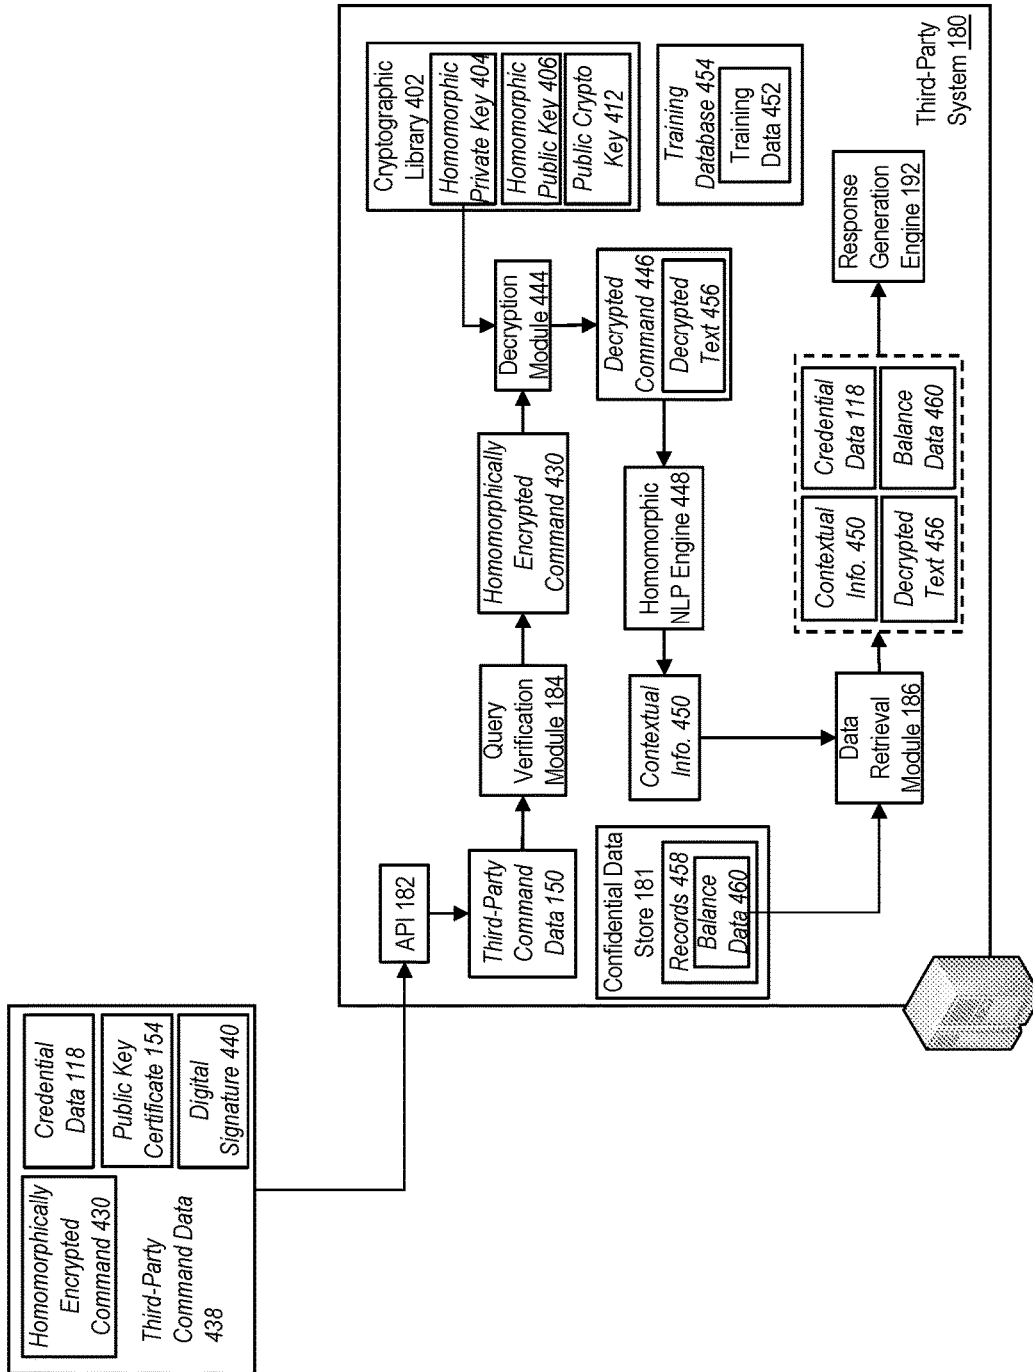 Homomorphically
Encrypted
Command 430
Credential
Data 118
Public Key
Certificate 154
Digital
Signature 440
Third-Party
Command Data
438
API 182
Third-Party
Command
Data 150
Query
Verification
Module 184
Homomorphically
Encrypted
Command 430
Decryption
Module 444
Cryptographic
Library 402
Homomorphic
Private Key 404
Homomorphic
Public Key 406
Public Crypto
Key 412
Decrypted
Command 446
Decrypted
Text 456
Training
Database 454
Training
Data 452
Homomorphic
NLP Engine 448
Contextual
Info. 450
Confidential Data
Store 181
Records 458
Balance
Data 460
Data
Retrieval
Module 186
Contextual
Info. 450
Credential
Data 118
Decrypted
Text 456
Balance
Data 460
Response
Generation
Engine 192
Third-Party
System 180